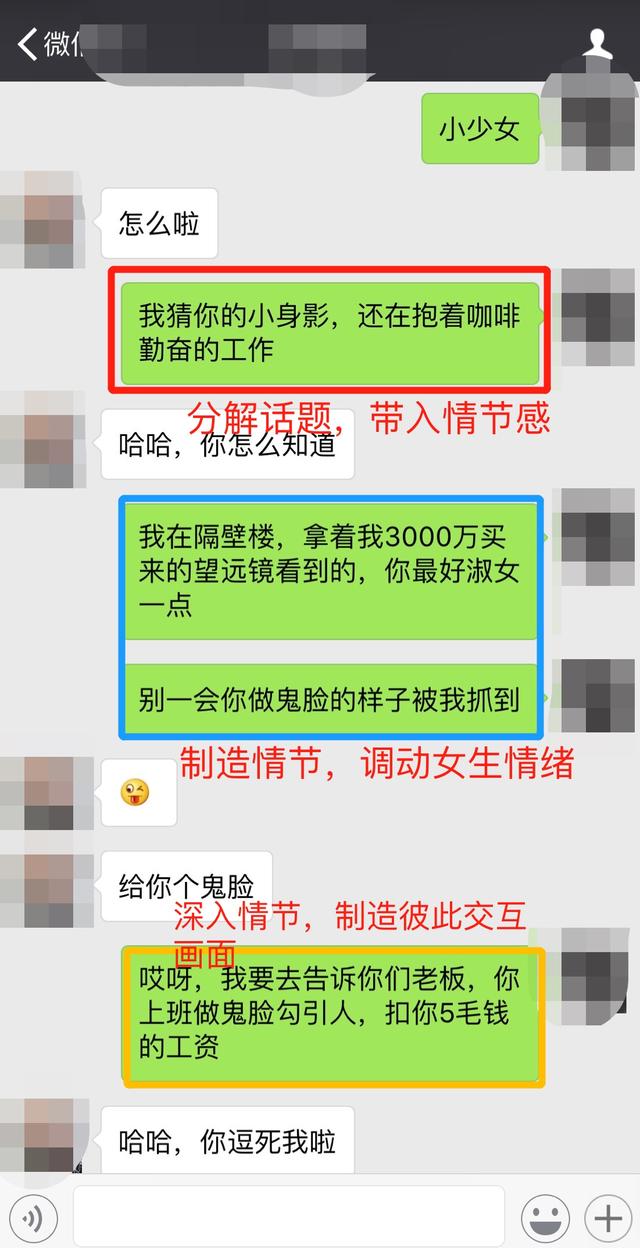 微信
小少女
怎么啦
我猜你的小身影，还在抱着咖啡
勤奋的工作
分解话题，带入情节感
哈哈，你怎么知道
我在隔壁楼，拿着我3000万买
来的望远镜看到的，你最好淑女
一点
别一会你做鬼脸的样子被我抓到
制造情节，调动女生情绪
给你个鬼脸
深入情节，制造彼此交互
画面
哎呀，我要去告诉你们老板，你
上班做鬼脸勾引人，扣你5毛钱
的工资
哈哈，你逗死我啦